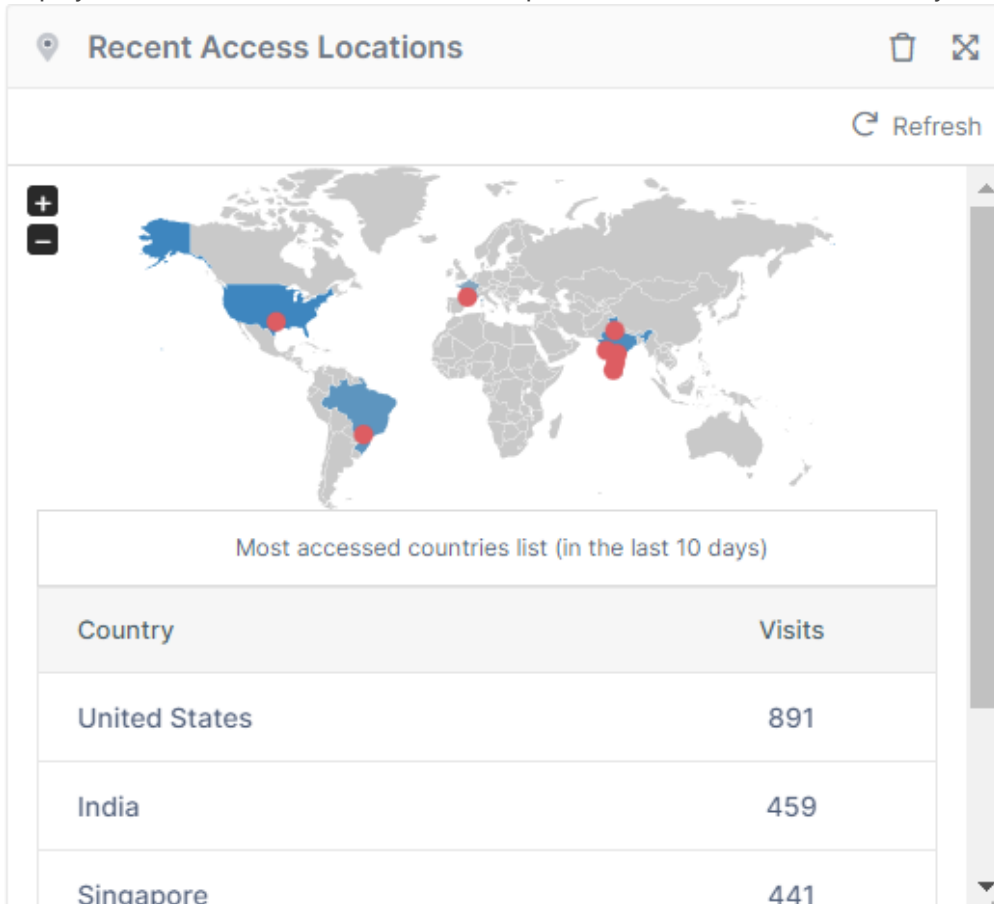 Recent Access Locations
Refresh
+
−
Most accessed countries list (in the last 10 days)
Country Visits
United States 891
India 459
Singapore 441